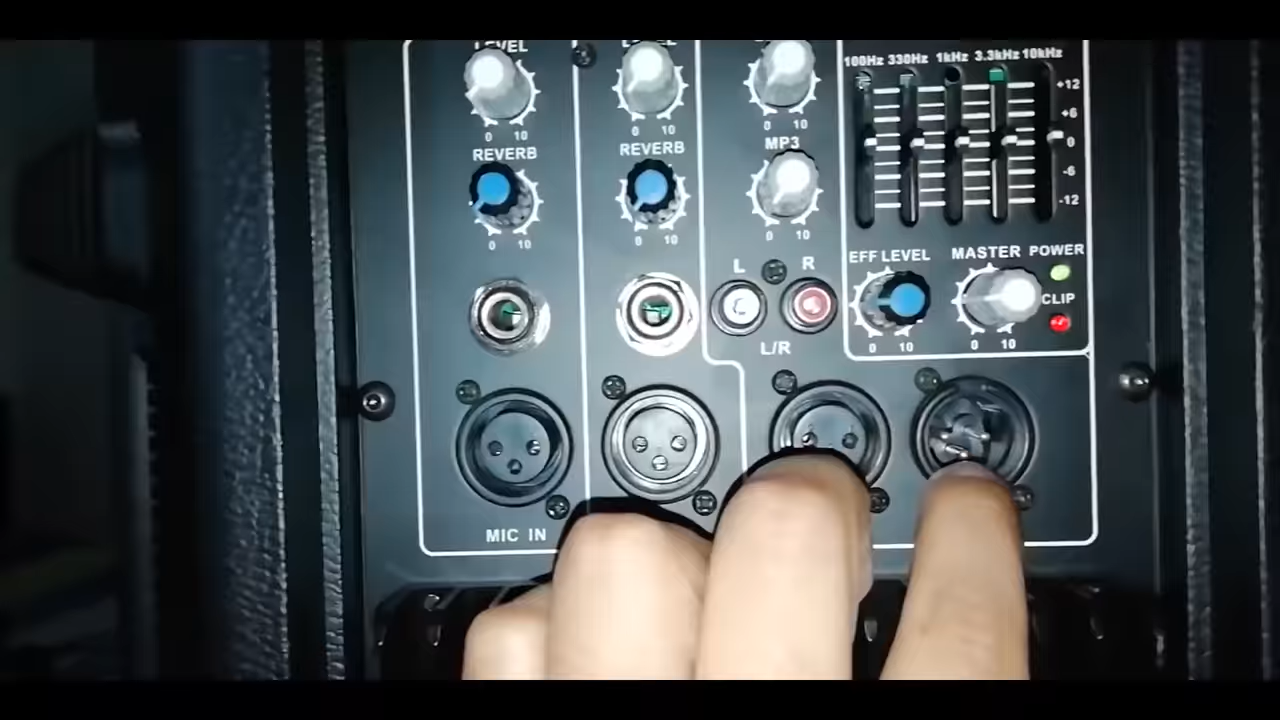 LEVEL
LEVEL
0 10
0 10
0 10
REVERB
REVERB
MP3
0 10
0 10
0 10
100Hz 330Hz 1kHz 3.3kHz 10kHz
+12
+6
0
-6
-12
EFF LEVEL
MASTER
POWER
CLIP
0 10
0 10
L
R
L/R
MIC IN